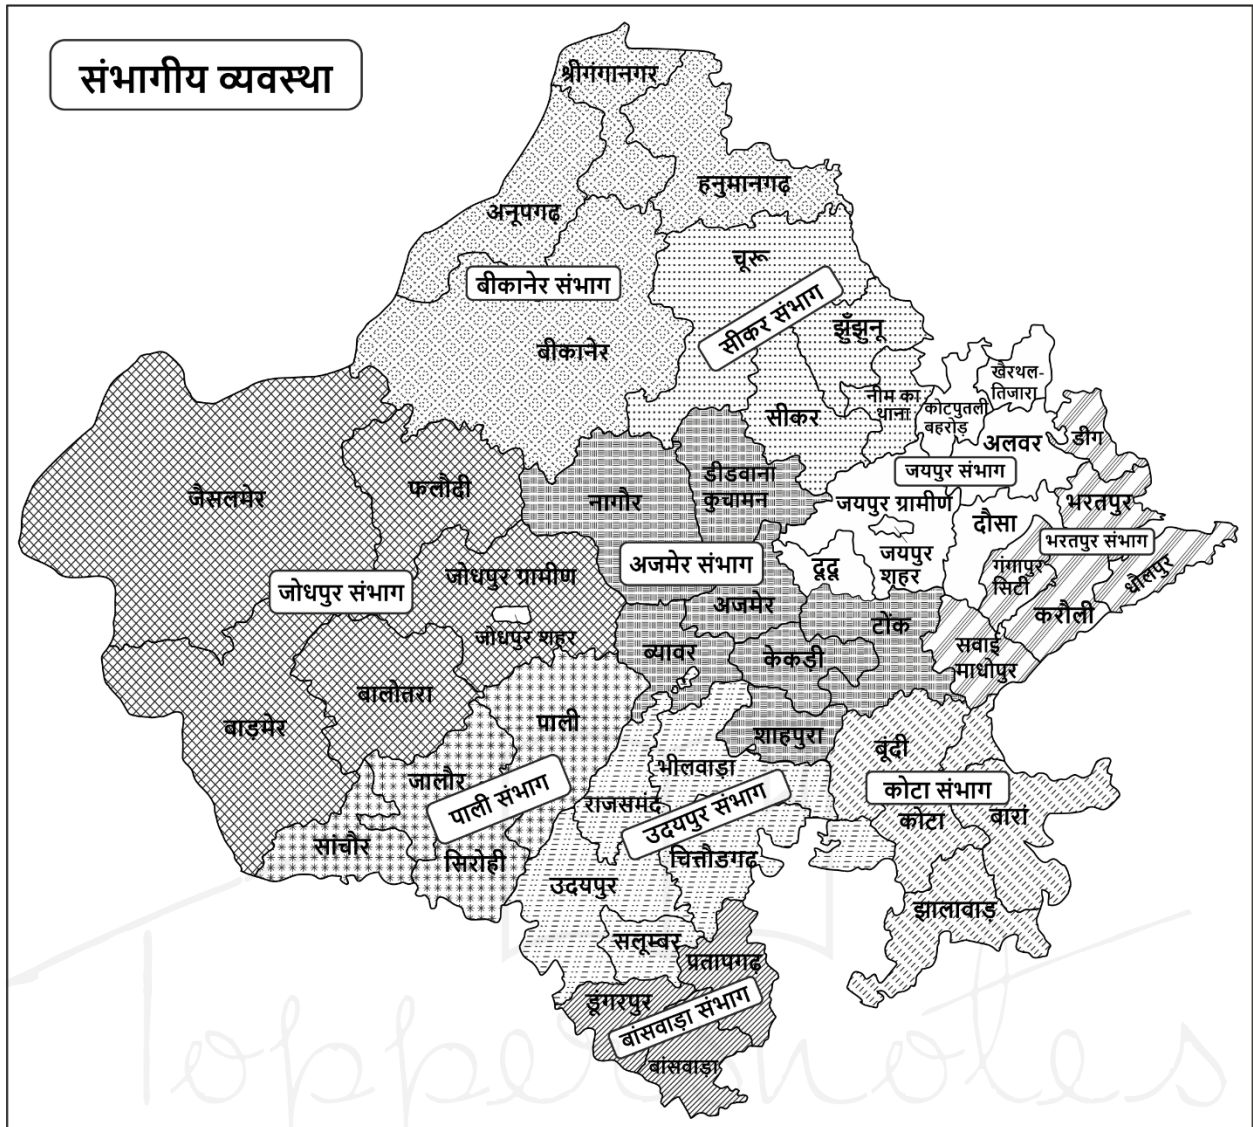 संभागीय व्यवस्था
श्रीगंगानगर
हनुमानगढ़
अनूपगढ़
बीकानेर संभाग
बीकानेर
चूरू
सीकर संभाग
झुँझुनू
सीकर
नीम का
थाना
खैरथल-
तिजारा
कोटपुतली
बहरोड़
अलवर
डीग
जयपुर संभाग
जयपुर ग्रामीण
जयपुर
शहर
दूदू
दौसा
भरतपुर
भरतपुर संभाग
गंगापुर
सिटी
धौलपुर
करौली
सवाई
माधोपुर
जैसलमेर
फलौदी
जोधपुर संभाग
जोधपुर ग्रामीण
जोधपुर शहर
बालोतरा
बाड़मेर
नागौर
डीडवाना
कुचामन
अजमेर संभाग
अजमेर
टोंक
ब्यावर
केकड़ी
शाहपुरा
पाली
जालौर
पाली संभाग
सांचौर
सिरोही
भीलवाड़ा
राजसमंद
उदयपुर संभाग
चित्तौडगढ़
उदयपुर
सलूम्बर
बूंदी
कोटा संभाग
कोटा
बारां
झालावाड़
प्रतापगढ़
डूगरपुर
बांसवाड़ा संभाग
बांसवाड़ा
Toppernotes